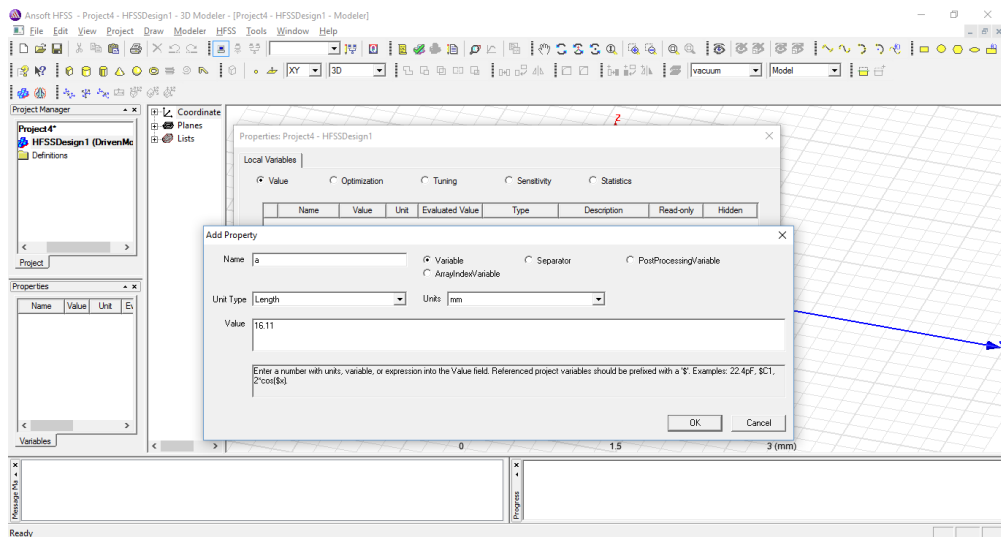 Ansoft HFSS - Project4 - HFSSDesign1 - 3D Modeler - [Project4 - HFSSDesign1 - Modeler]
File Edit View Project Draw Modeler HFSS Tools Window Help
XY 3D vacuum Model
Project Manager
Project4*
HFSSDesign1 (DrivenMo
Definitions
Project
Coordinate
Planes
Lists
Properties
Name Value Unit Ev
Variables
Z
Properties: Project4 - HFSSDesign1
Local Variables
Value Optimization Tuning Sensitivity Statistics
Name Value Unit Evaluated Value Type Description Read-only Hidden
Add Property
Name a Variable Separator PostProcessingVariable
ArrayIndexVariable
Unit Type Length Units mm
Value 16.11
Enter a number with units, variable, or expression into the Value field. Referenced project variables should be prefixed with a '$'. Examples: 22.4pF, $C1,
2*cos($x).
OK Cancel
0 1.5 3 (mm)
Message Ma
Progress
Ready